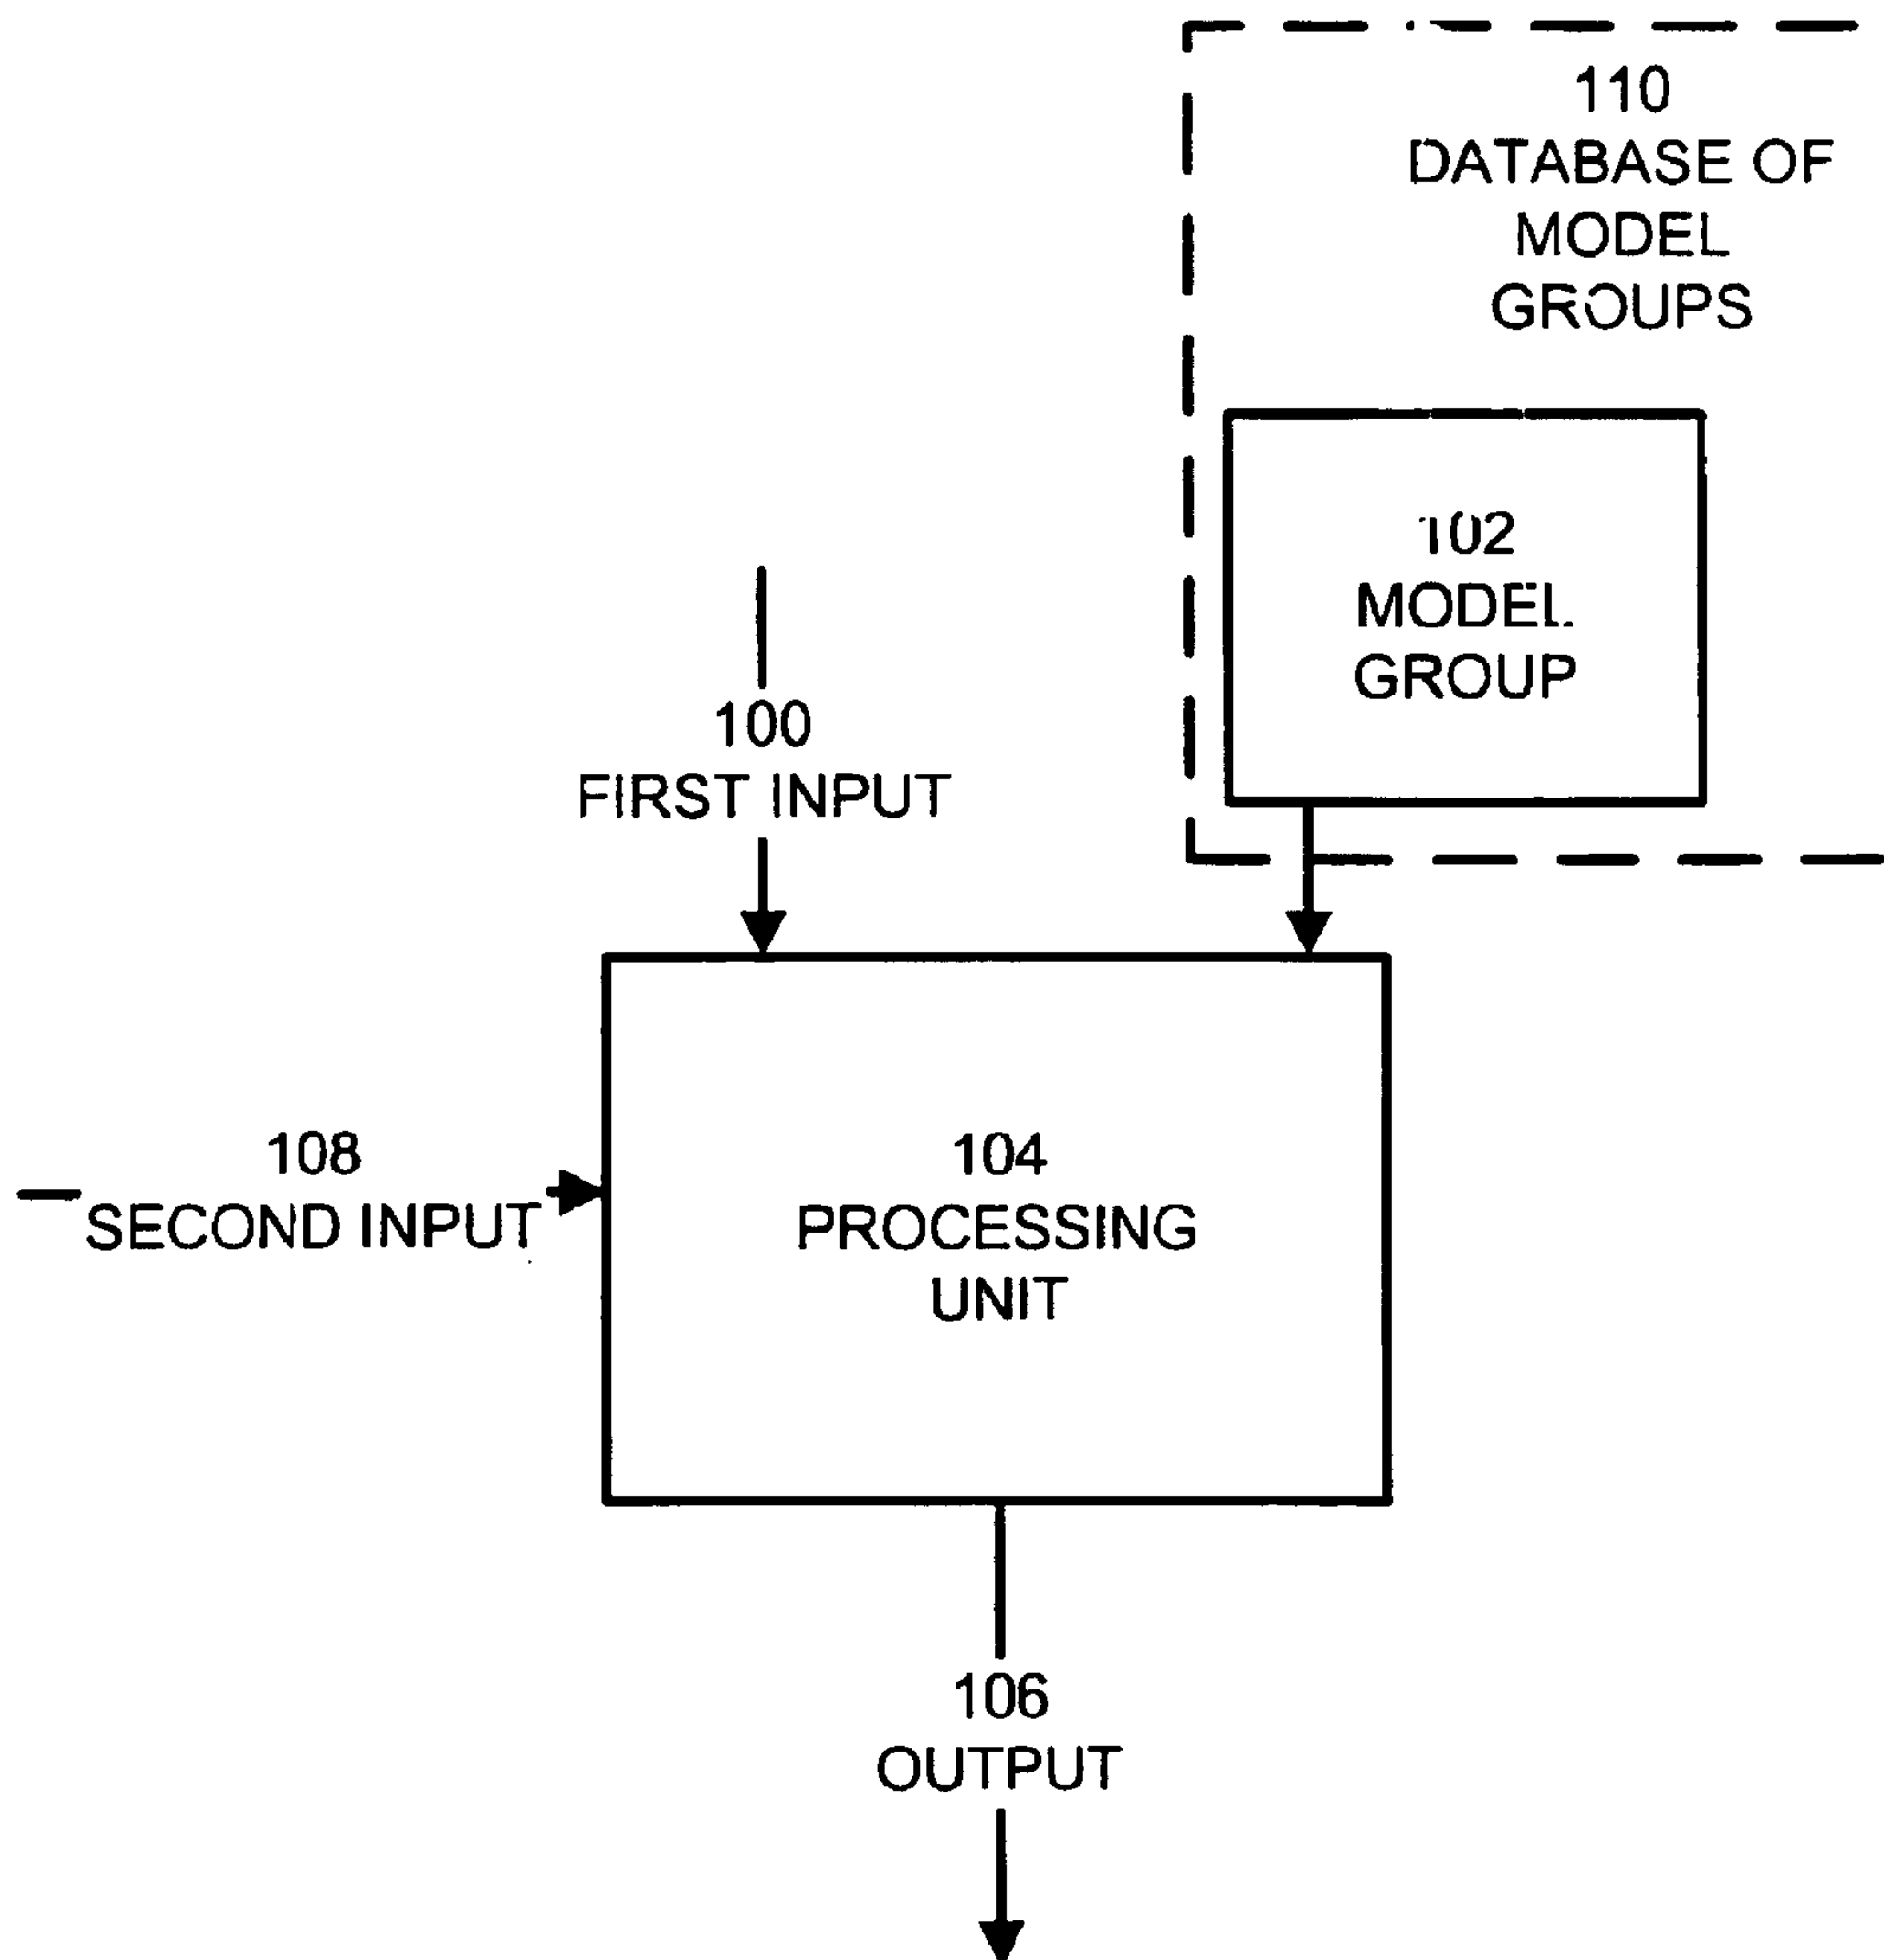 110
DATABASE OF
MODEL
GROUPS
102
MODEL
GROUP
100
FIRST INPUT
108
SECOND INPUT
104
PROCESSING
UNIT
106
OUTPUT